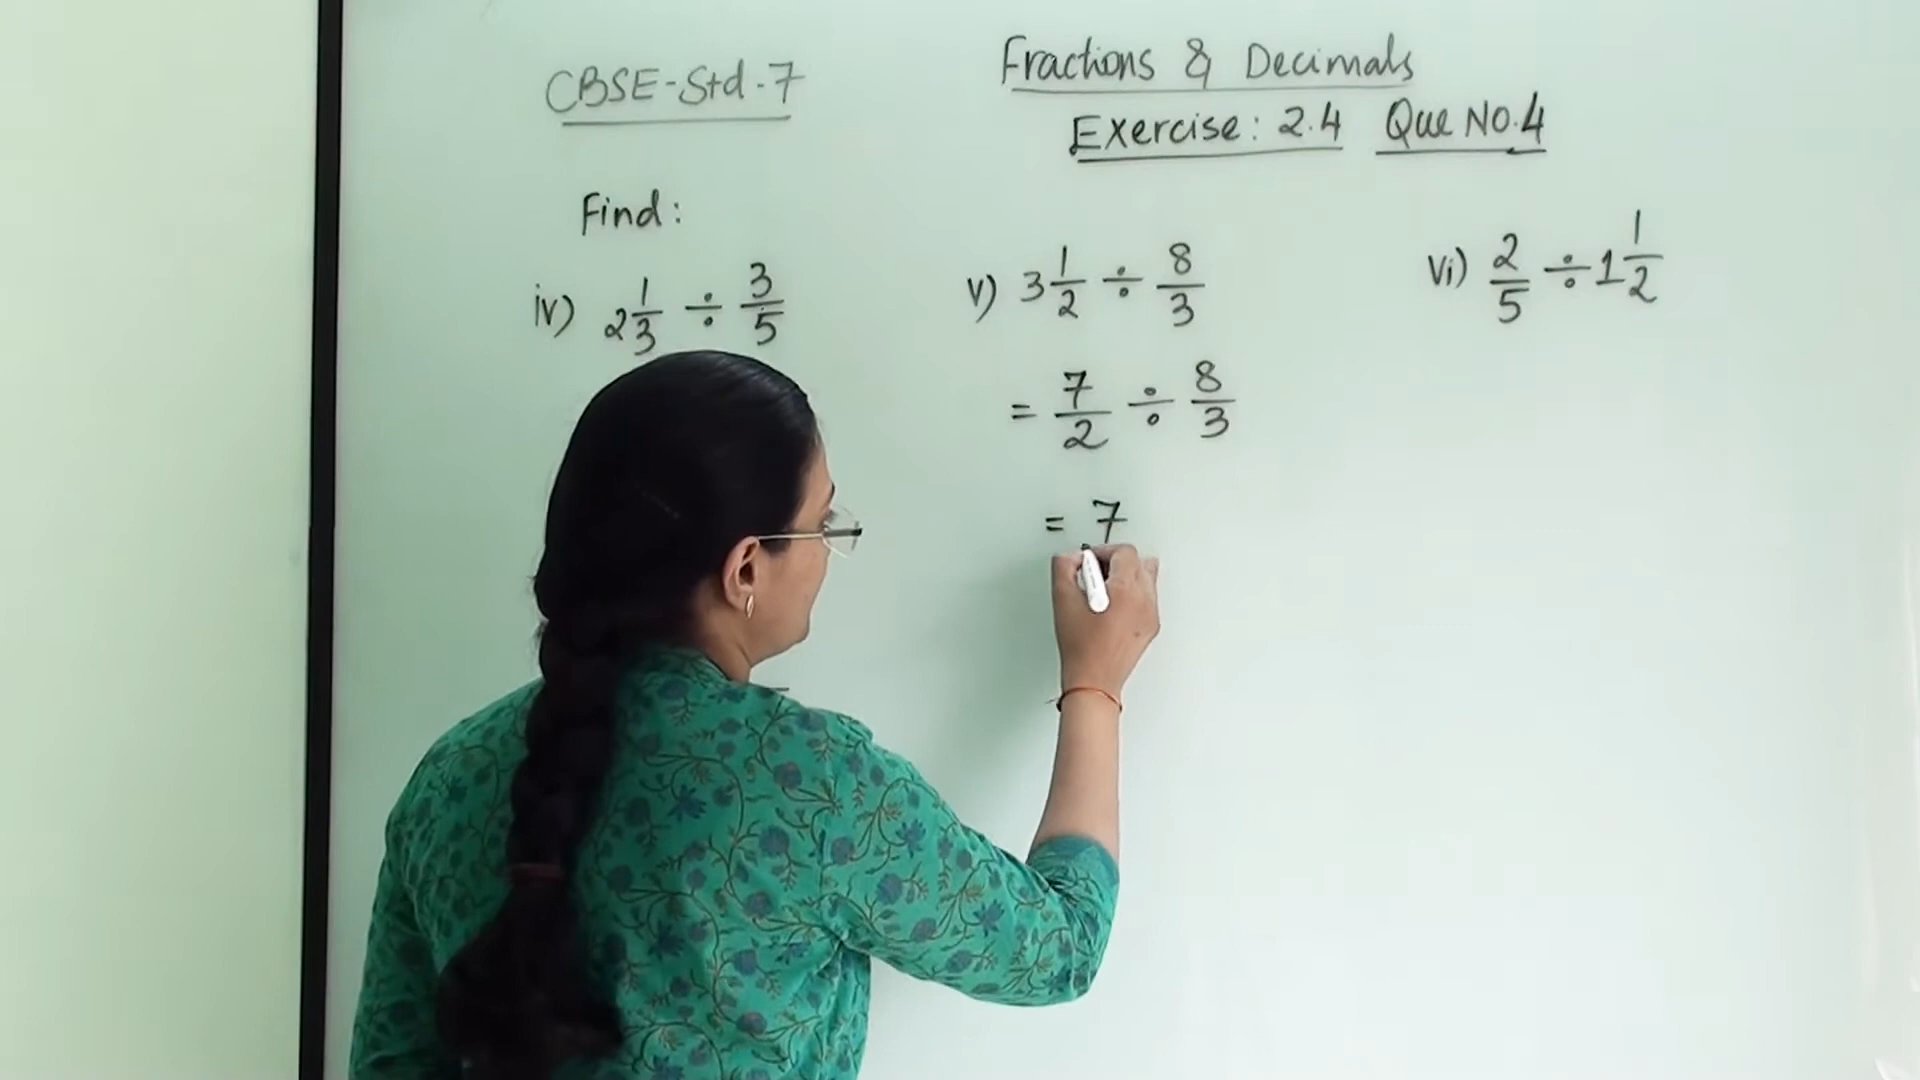 CBSE-Std-7
Fractions & Decimals
Exercise: 2.4 Que No.4
Find:
iv) 2 1/3 ÷ 3/5
v) 3 1/2 ÷ 8/3
= 7/2 ÷ 8/3
= 7
vi) 2/5 ÷ 1 1/2